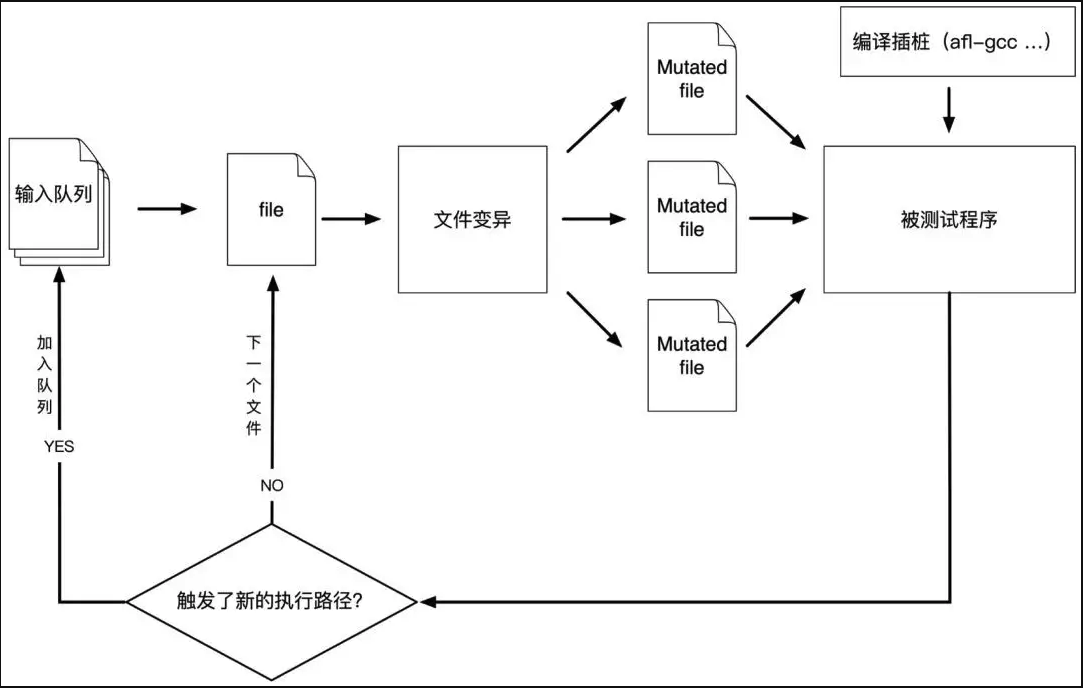 编译插桩（afl-gcc ...）
输入队列
file
文件变异
Mutated
file
Mutated
file
Mutated
file
被测试程序
加入队列
YES
下一个文件
NO
触发了新的执行路径?